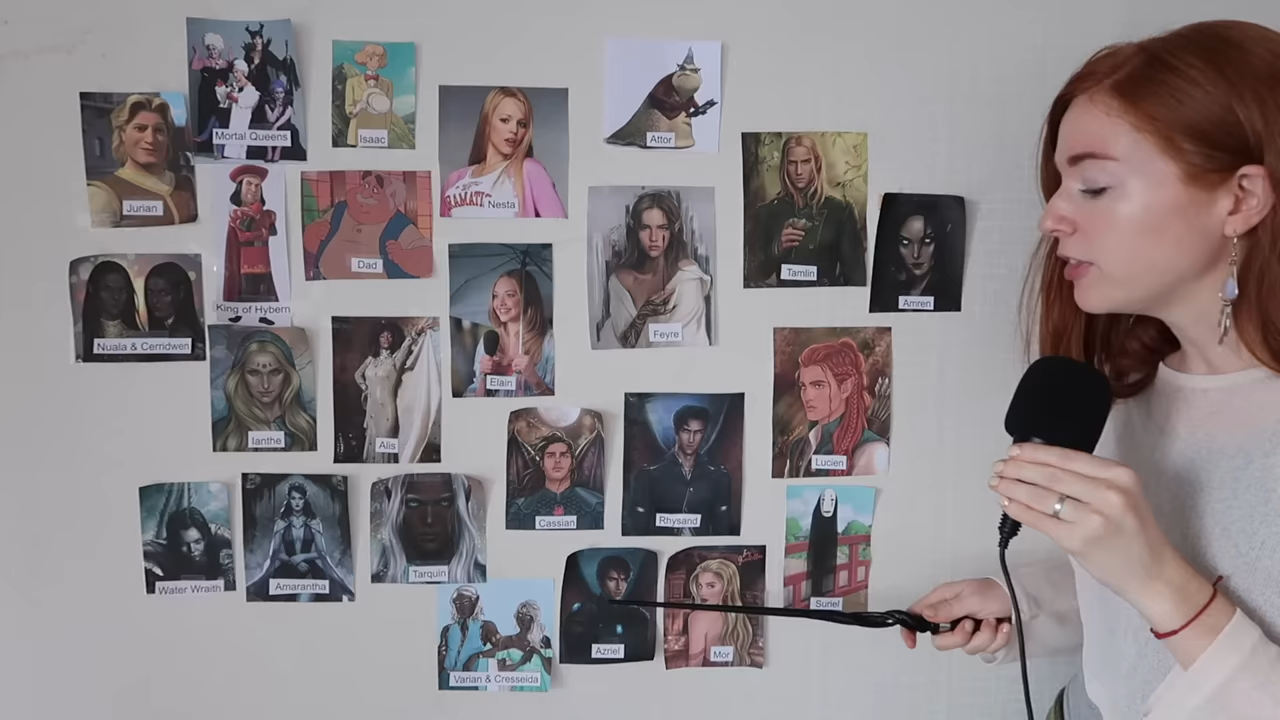 Mortal Queens
Isaac
Attor
Jurian
DRAMAT
Nesta
Dad
Tamlin
King of Hybern
Amren
Nuala & Cerridwen
Feyre
Elain
Ianthe
Alis
Lucien
Cassian
Rhysand
Water Wraith
Amarantha
Tarquin
Suriel
Azriel
Mor
Varian & Cresseida